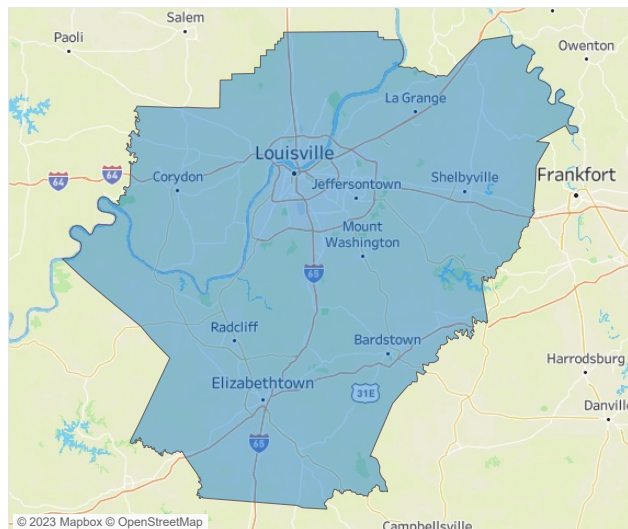 Salem
Paoli
Owenton
La Grange
Louisville
64
64
Corydon
Jeffersontown
Shelbyville
Frankfort
Mount
Washington
65
Radcliff
Bardstown
Harrodsburg
Elizabethtown
31E
Danville
65
© 2023 Mapbox © OpenStreetMap
Campbellsville